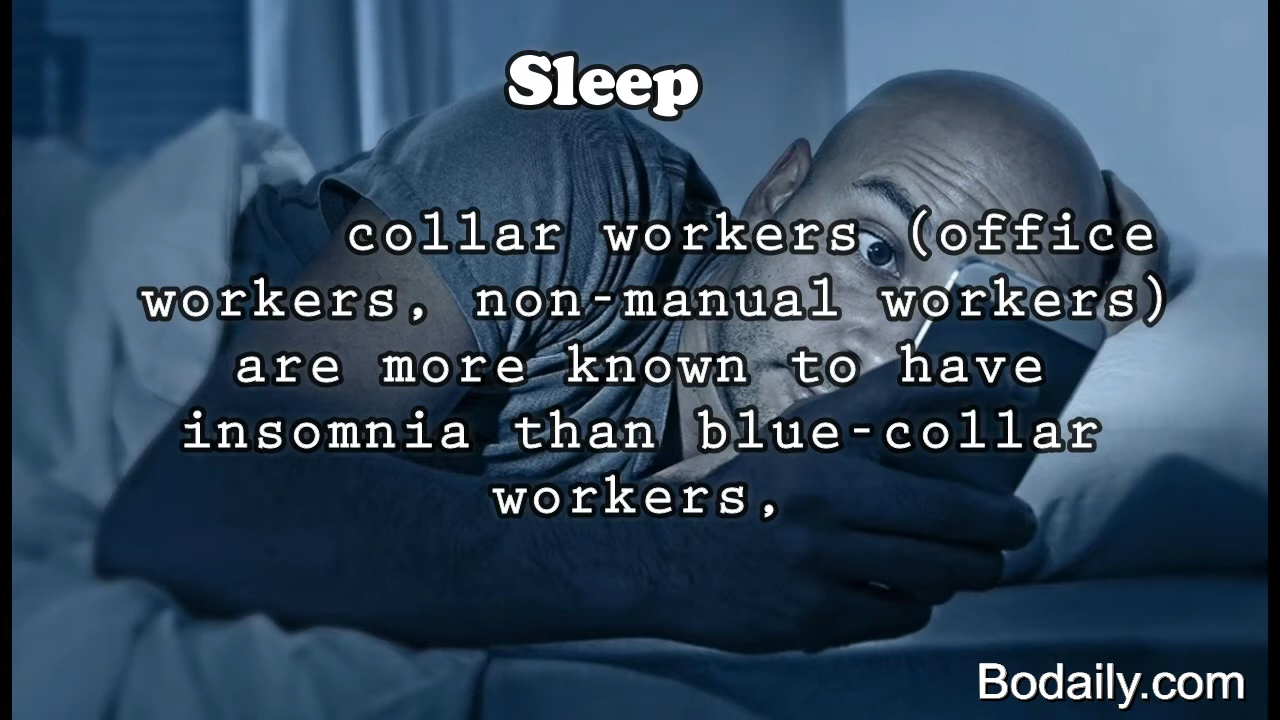 Sleep
collar workers (office
workers, non-manual workers)
are more known to have
insomnia than blue-collar
workers,
Bodaily.com